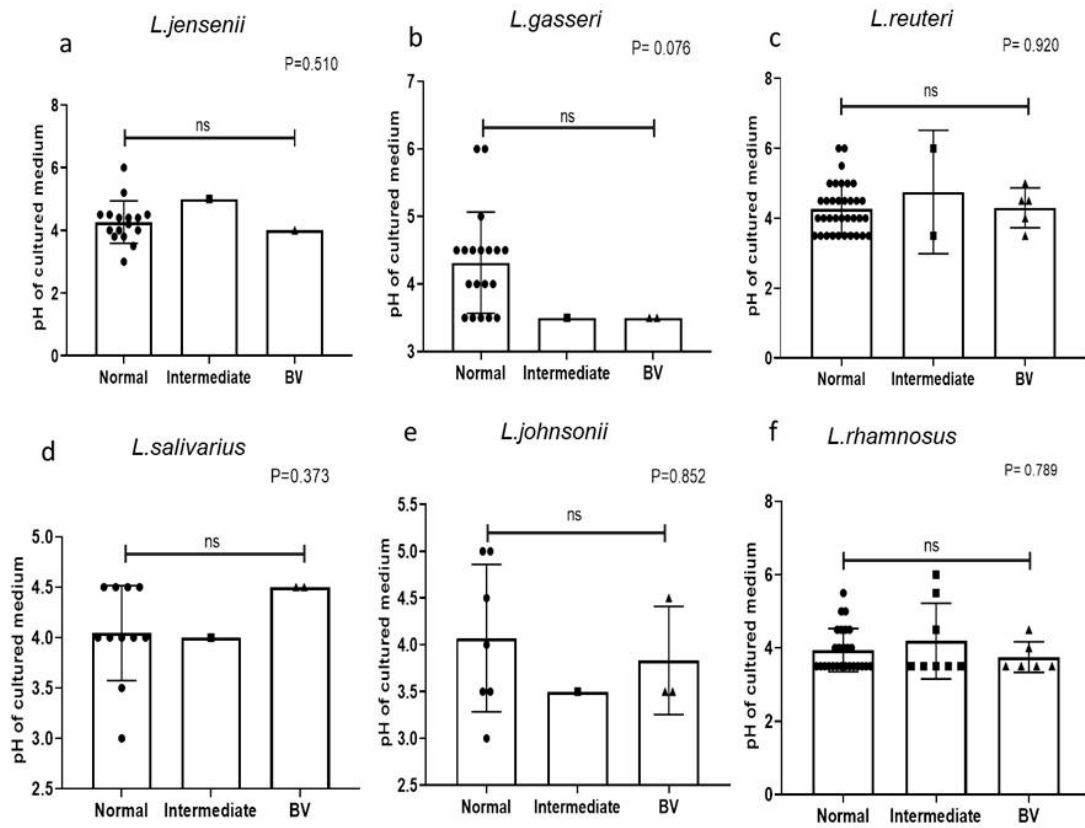 a
L.jensenii
P=0.510
ns
pH of cultured medium
8
6
4
2
0
Normal Intermediate BV
b
L.gasseri
P= 0.076
ns
pH of cultured medium
7
6
5
4
3
Normal Intermediate BV
c
L.reuteri
P= 0.920
ns
pH of cultured medium
8
6
4
2
0
Normal Intermediate BV
d
L.salivarius
P=0.373
ns
pH of cultured medium
5.0
4.5
4.0
3.5
3.0
2.5
Normal Intermediate BV
e
L.johnsonii
P=0.852
ns
pH of cultured medium
5.5
5.0
4.5
4.0
3.5
3.0
2.5
Normal Intermediate BV
f
L.rhamnosus
P= 0.789
ns
pH of cultured medium
8
6
4
2
0
Normal Intermediate BV